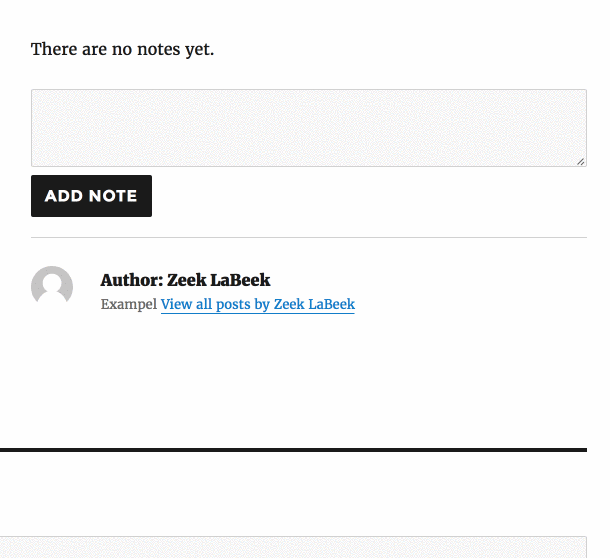 There are no notes yet.
ADD NOTE
Author: Zeek LaBeek
Exampel View all posts by Zeek LaBeek